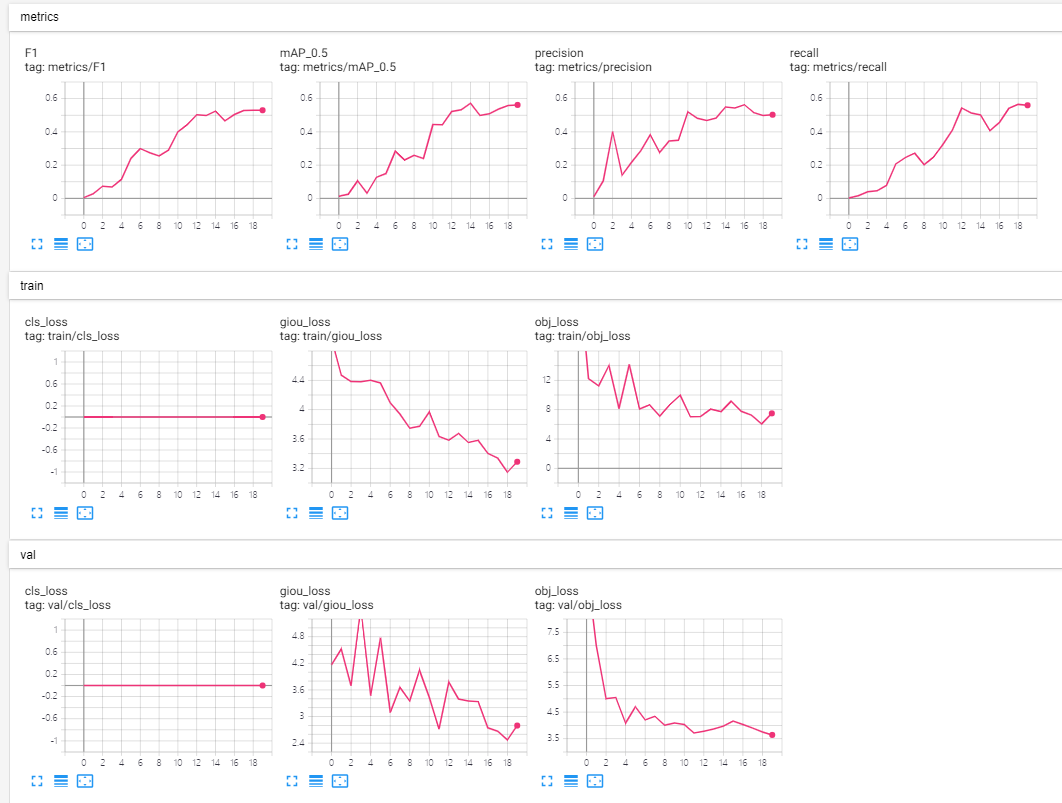 metrics
F1
tag: metrics/F1
0.6
0.4
0.2
0
0 2 4 6 8 10 12 14 16 18
mAP_0.5
tag: metrics/mAP_0.5
0.6
0.4
0.2
0
0 2 4 6 8 10 12 14 16 18
precision
tag: metrics/precision
0.6
0.4
0.2
0
0 2 4 6 8 10 12 14 16 18
recall
tag: metrics/recall
0.6
0.4
0.2
0
0 2 4 6 8 10 12 14 16 18
train
cls_loss
tag: train/cls_loss
1
0.6
0.2
-0.2
-0.6
-1
0 2 4 6 8 10 12 14 16 18
giou_loss
tag: train/giou_loss
4.4
4
3.6
3.2
0 2 4 6 8 10 12 14 16 18
obj_loss
tag: train/obj_loss
12
8
4
0
0 2 4 6 8 10 12 14 16 18
val
cls_loss
tag: val/cls_loss
1
0.6
0.2
-0.2
-0.6
-1
0 2 4 6 8 10 12 14 16 18
giou_loss
tag: val/giou_loss
4.8
4.2
3.6
3
2.4
0 2 4 6 8 10 12 14 16 18
obj_loss
tag: val/obj_loss
7.5
6.5
5.5
4.5
3.5
0 2 4 6 8 10 12 14 16 18